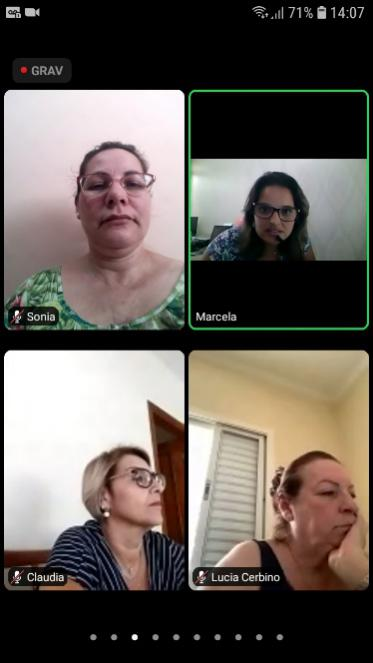 71% 14:07
GRAV
Sonia
Marcela
Claudia
Lucia Cerbino